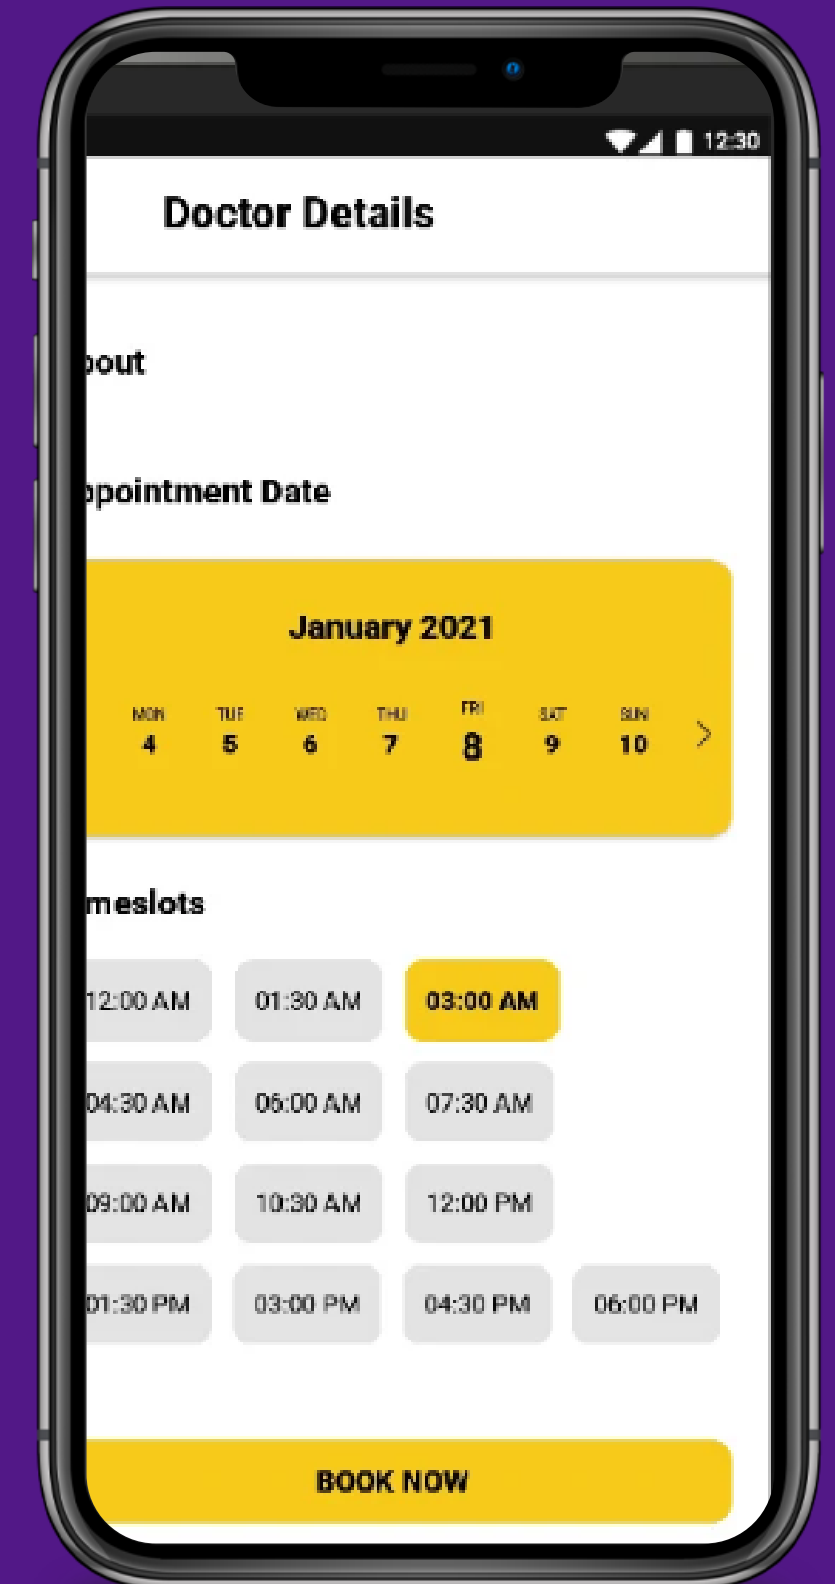 12:30
Doctor Details
bout
ppointment Date
January 2021
MON TUE WED THU FRI SAT SUN
4 5 6 7 8 9 10
meslots
12:00 AM 01:30 AM 03:00 AM
04:30 AM 06:00 AM 07:30 AM
09:00 AM 10:30 AM 12:00 PM
01:30 PM 03:00 PM 04:30 PM 06:00 PM
BOOK NOW